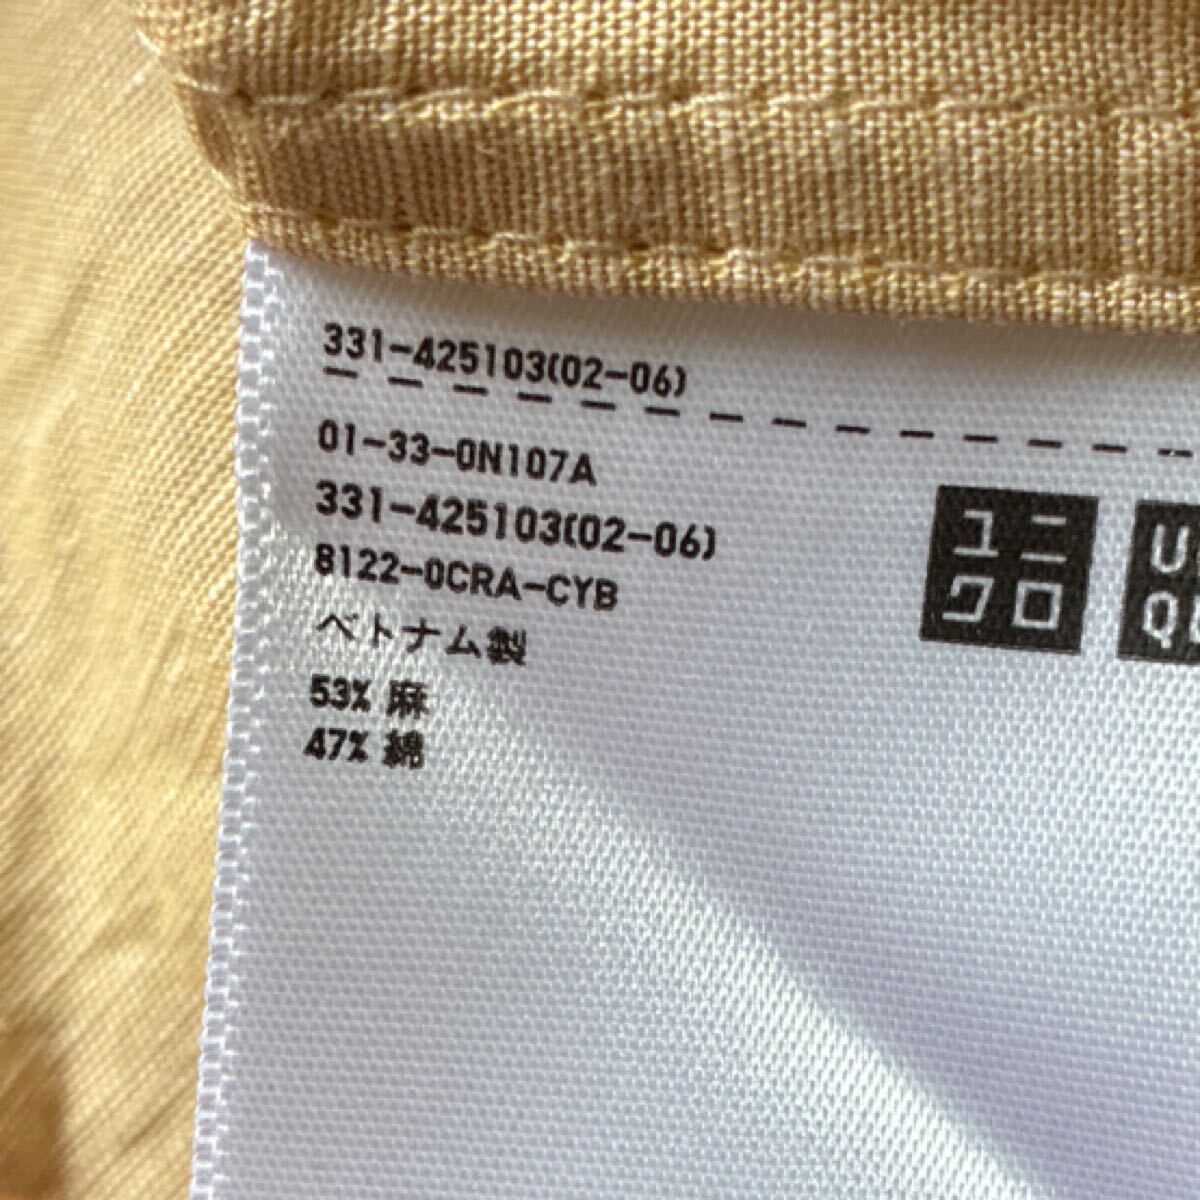 331-425103(02-06)
01-33-0N107A
331-425103(02-06)
8122-0CRA-CYB
ベトナム製
53% 麻
47% 綿
ユニ
クロ
U
Q